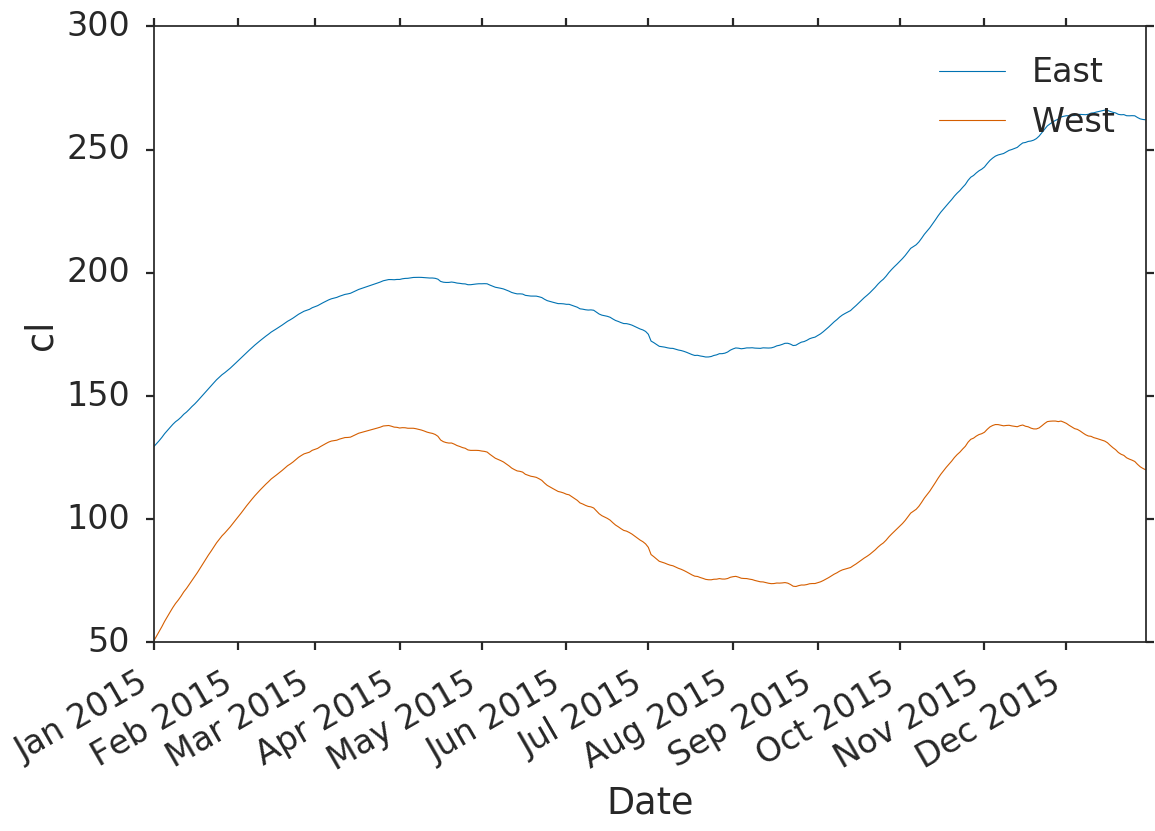 300
250
200
150
100
50
cl
East
West
Jan 2015
Feb 2015
Mar 2015
Apr 2015
May 2015
Jun 2015
Jul 2015
Aug 2015
Sep 2015
Oct 2015
Nov 2015
Dec 2015
Date